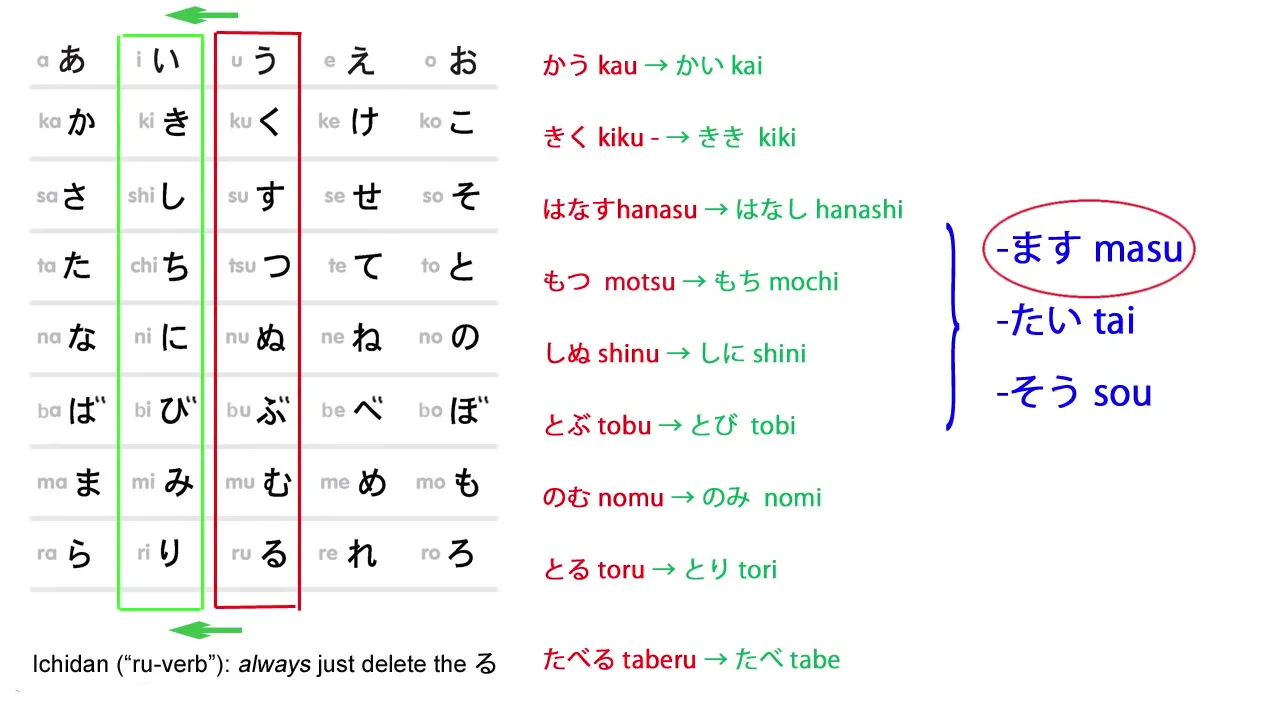 a あ i い u う e え o お
ka か ki き ku く ke け ko こ
sa さ shi し su す se せ so そ
ta た chi ち tsu つ te て to と
na な ni に nu ぬ ne ね no の
ba ば bi び bu ぶ be べ bo ぼ
ma ま mi み mu む me め mo も
ra ら ri り ru る re れ ro ろ
Ichidan (“ru-verb”): always just delete the る
かう kau → かい kai
きく kiku - → きき kiki
はなすhanasu → はなし hanashi
もつ motsu → もち mochi
しぬ shinu → しに shini
とぶ tobu → とび tobi
のむ nomu → のみ nomi
とる toru → とり tori
たべる taberu → たべ tabe
-ます masu
-たい tai
-そう sou